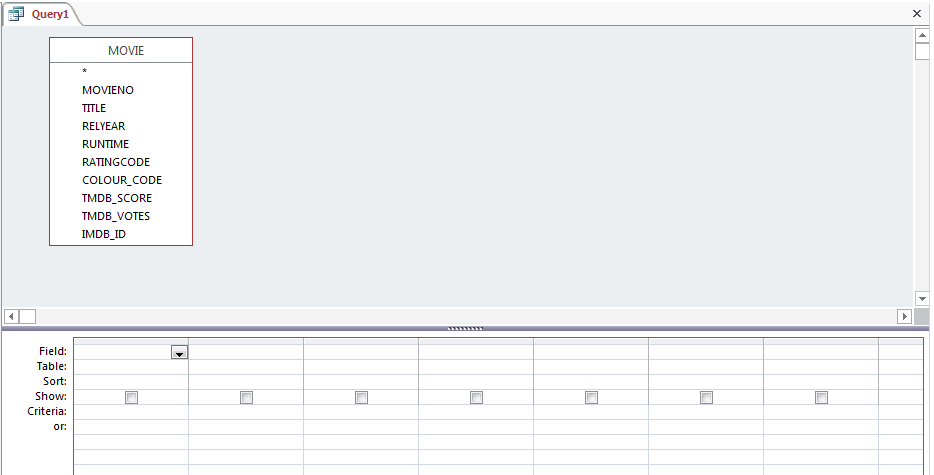 Query1
MOVIE
*
MOVIENO
TITLE
RELYEAR
RUNTIME
RATINGCODE
COLOUR_CODE
TMDB_SCORE
TMDB_VOTES
IMDB_ID
Field:
Table:
Sort:
Show:
Criteria:
or: